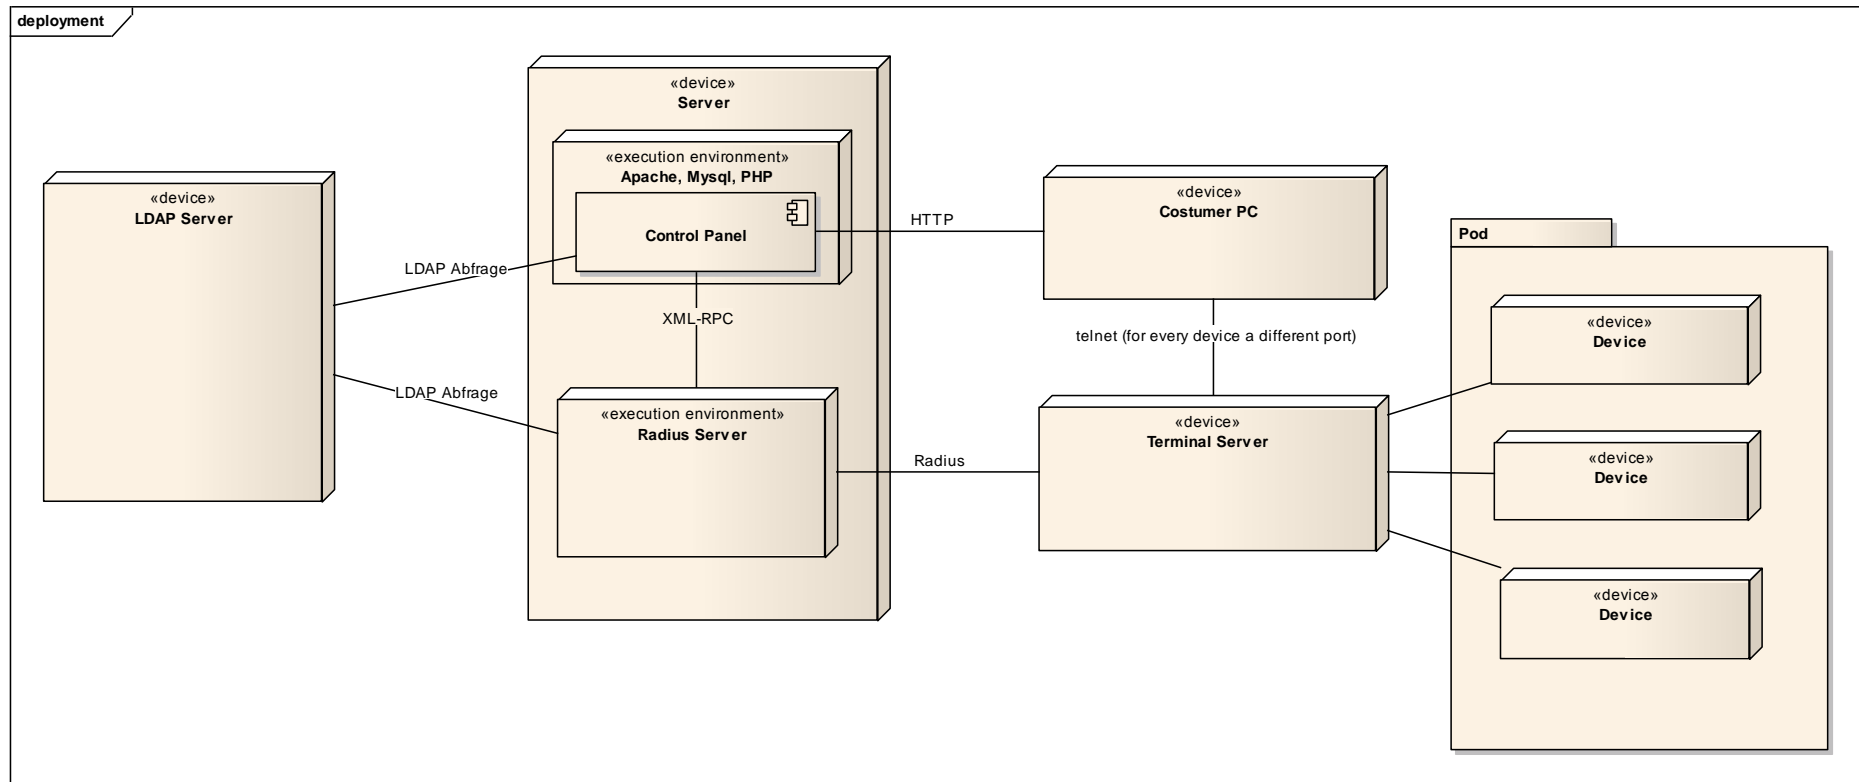 deployment
«device»
Server
«execution environment»
Apache, Mysql, PHP
Control Panel
«device»
LDAP Server
LDAP Abfrage
LDAP Abfrage
XML-RPC
«execution environment»
Radius Server
HTTP
Radius
«device»
Costumer PC
telnet (for every device a different port)
«device»
Terminal Server
Pod
«device»
Device
«device»
Device
«device»
Device